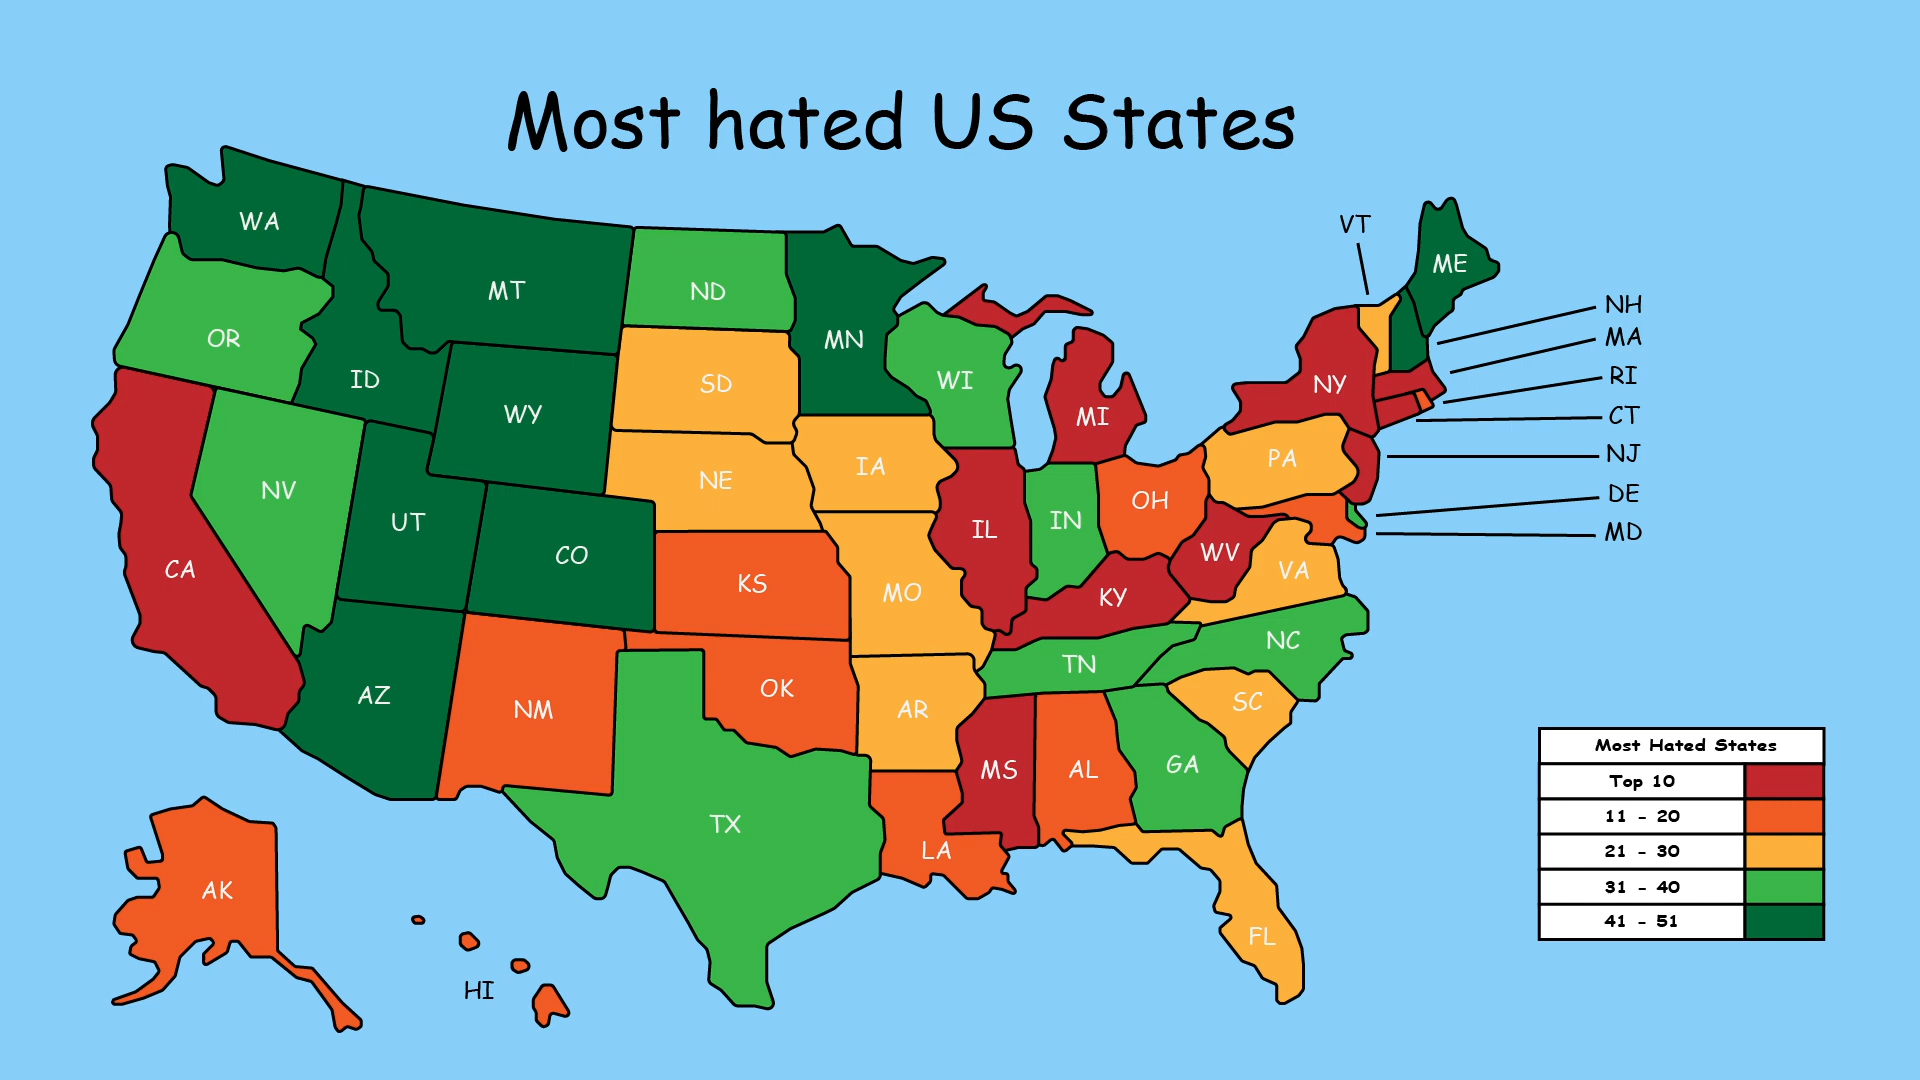 Most hated US States
WA
MT
ND
MN
VT
ME
OR
ID
SD
WI
NH
MA
RI
CT
NJ
DE
MD
WY
NY
MI
NV
NE
IA
PA
UT
CO
IL
IN
OH
CA
KS
MO
WV
VA
KY
NC
TN
AZ
NM
OK
AR
SC
MS
AL
GA
TX
LA
AK
FL
HI
Most Hated States
Top 10
11 - 20
21 - 30
31 - 40
41 - 51